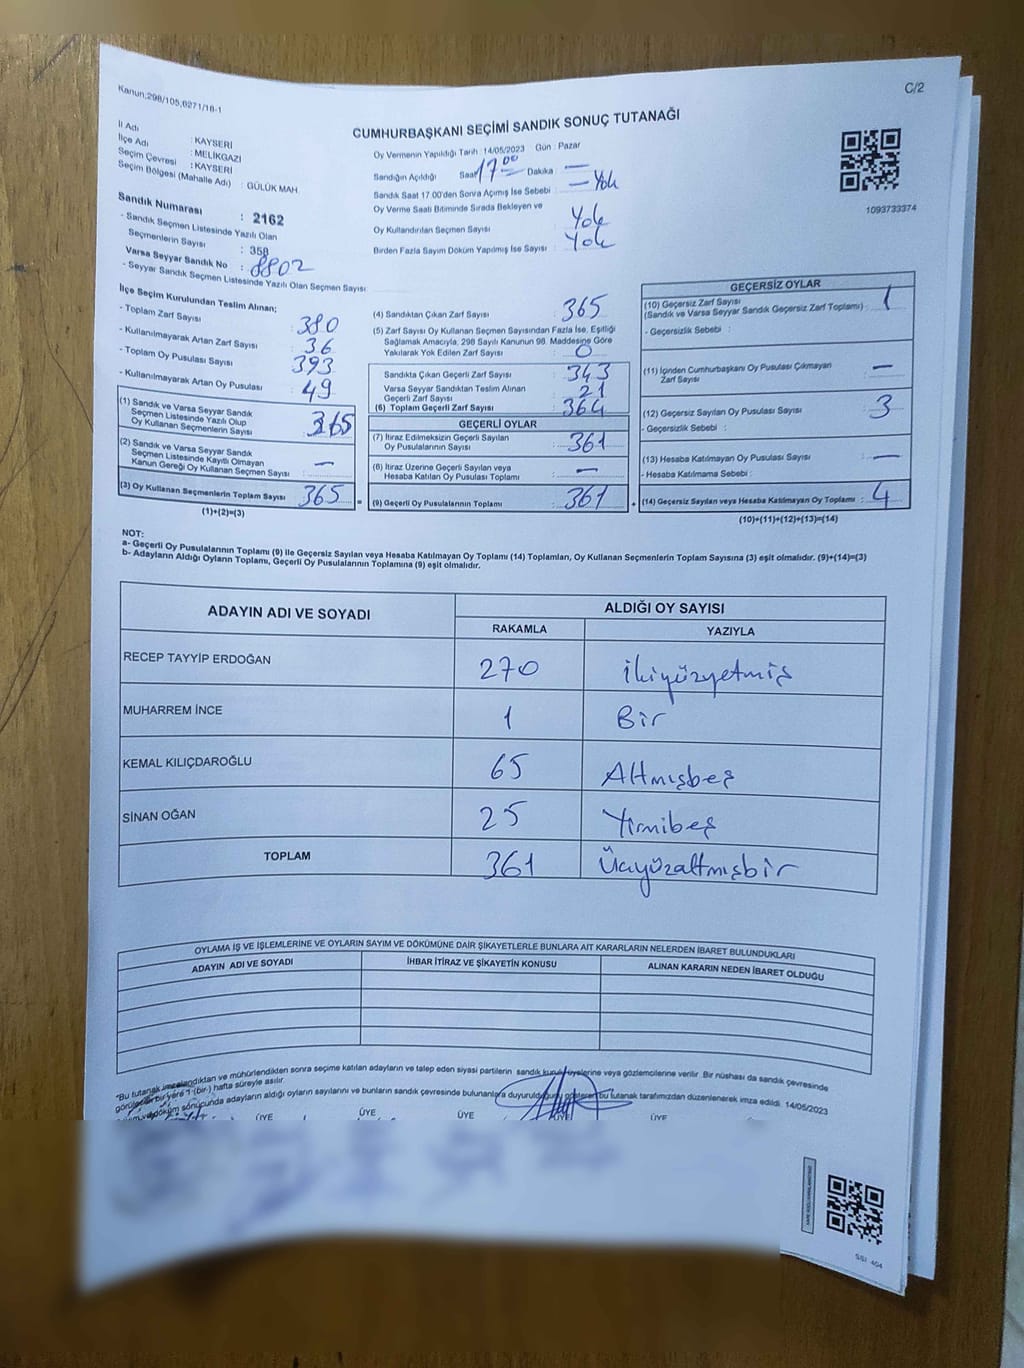 C/2
Kanun;298/105,6271/18-1
CUMHURBAŞKANI SEÇİMİ SANDIK SONUÇ TUTANAĞI
İl Adı : KAYSERİ
İlçe Adı : MELİKGAZİ
Seçim Çevresi : KAYSERİ
Seçim Bölgesi (Mahalle Adı) : GÜLÜK MAH.
Sandık Numarası : 2162
- Sandık Seçmen Listesinde Yazılı Olan
Seçmenlerin Sayısı : 358
Varsa Seyyar Sandık No : 8802
- Seyyar Sandık Seçmen Listesinde Yazılı Olan Seçmen Sayısı:
Oy Vermenin Yapıldığı Tarih :14/05/2023 Gün : Pazar
Sandığın Açıldığı Saat 17 00 Dakika : —
Sandık Saat 17.00'den Sonra Açımış İse Sebebi : — Yok
Oy Verme Saati Bitiminde Sırada Bekleyen ve
Oy Kullandırılan Seçmen Sayısı : Yok
Birden Fazla Sayım Döküm Yapılmış İse Sayısı : Yok
1093733374
İlçe Seçim Kurulundan Teslim Alınan;
- Toplam Zarf Sayısı : 380
- Kullanılmayarak Artan Zarf Sayısı : 36
- Toplam Oy Pusulası Sayısı : 393
- Kullanılmayarak Artan Oy Pusulası : 49
(1) Sandık ve Varsa Seyyar Sandık
Seçmen Listesinde Yazılı Olup
Oy Kullanan Seçmenlerin Sayısı : 365
(2) Sandık ve Varsa Seyyar Sandık
Seçmen Listesinde Kayıtlı Olmayan
Kanun Gereği Oy Kullanan Seçmen Sayısı : —
(3) Oy Kullanan Seçmenlerin Toplam Sayısı : 365
(1)+(2)=(3)
(4) Sandıktan Çıkan Zarf Sayısı : 365
(5) Zarf Sayısı Oy Kullanan Seçmen Sayısından Fazla İse, Eşitliği
Sağlamak Amacıyla, 298 Sayılı Kanunun 98. Maddesine Göre
Yakılarak Yok Edilen Zarf Sayısı : 0
Sandıkta Çıkan Geçerli Zarf Sayısı : 343
Varsa Seyyar Sandıktan Teslim Alınan
Geçerli Zarf Sayısı : 21
(6) Toplam Geçerli Zarf Sayısı : 364
GEÇERLİ OYLAR
(7) İtiraz Edilmeksizin Geçerli Sayılan
Oy Pusulalarının Sayısı : 361
(8) İtiraz Üzerine Geçerli Sayılan veya
Hesaba Katılan Oy Pusulası Toplamı : —
(9) Geçerli Oy Pusulalarının Toplamı : 361
GEÇERSİZ OYLAR
(10) Geçersiz Zarf Sayısı
(Sandık ve Varsa Seyyar Sandık Geçersiz Zarf Toplamı) : 1
- Geçersizlik Sebebi :
(11) İçinden Cumhurbaşkanı Oy Pusulası Çıkmayan
Zarf Sayısı : —
(12) Geçersiz Sayılan Oy Pusulası Sayısı : 3
- Geçersizlik Sebebi :
(13) Hesaba Katılmayan Oy Pusulası Sayısı : —
- Hesaba Katılmama Sebebi :
(14) Geçersiz Sayılan veya Hesaba Katılmayan Oy Toplamı : 4
(10)+(11)+(12)+(13)=(14)
NOT:
a- Geçerli Oy Pusulalarının Toplamı (9) ile Geçersiz Sayılan veya Hesaba Katılmayan Oy Toplamı (14) Toplamları, Oy Kullanan Seçmenlerin Toplam Sayısına (3) eşit olmalıdır. (9)+(14)=(3)
b- Adayların Aldığı Oyların Toplamı, Geçerli Oy Pusulalarının Toplamına (9) eşit olmalıdır.
ADAYIN ADI VE SOYADI ALDIĞI OY SAYISI
RAKAMLA YAZIYLA
RECEP TAYYİP ERDOĞAN 270 ikiyüzyetmiş
MUHARREM İNCE 1 Bir
KEMAL KILIÇDAROĞLU 65 Altmışbeş
SİNAN OĞAN 25 Yirmibeş
TOPLAM 361 Üçyüzaltmışbir
OYLAMA İŞ VE İŞLEMLERİNE VE OYLARIN SAYIM VE DÖKÜMÜNE DAİR ŞİKAYETLERLE BUNLARA AİT KARARLARIN NELERDEN İBARET BULUNDUKLARI
ADAYIN ADI VE SOYADI İHBAR İTİRAZ VE ŞİKAYETİN KONUSU ALINAN KARARIN NEDEN İBARET OLDUĞU
"Bu tutanak imzalandıktan ve mühürlendikten sonra seçime katılan adayların ve talep eden siyasi partilerin sandık kurulu üyelerine veya gözlemcilerine verilir. Bir nüshası da sandık çevresinde
görülebilen bir yere 1 (bir) hafta süreyle asılır.
ve döküm sonucunda adayların aldığı oyların sayılarını ve bunların sandık çevresinde bulunanlara duyurulduğunu gösteren bu tutanak tarafımızdan düzenlenerek imza edildi. 14/05/2023
ÜYE ÜYE ÜYE ÜYE ÜYE
SSİ 404